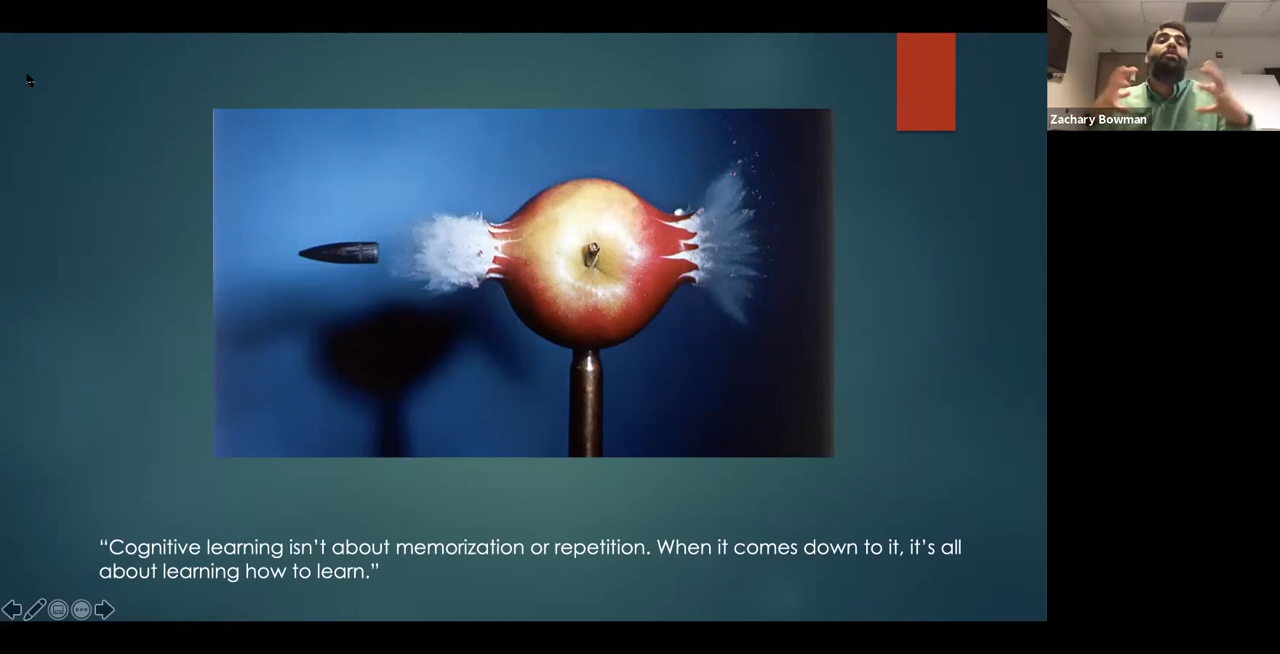 Zachary Bowman
“Cognitive learning isn’t about memorization or repetition. When it comes down to it, it’s all
about learning how to learn.”